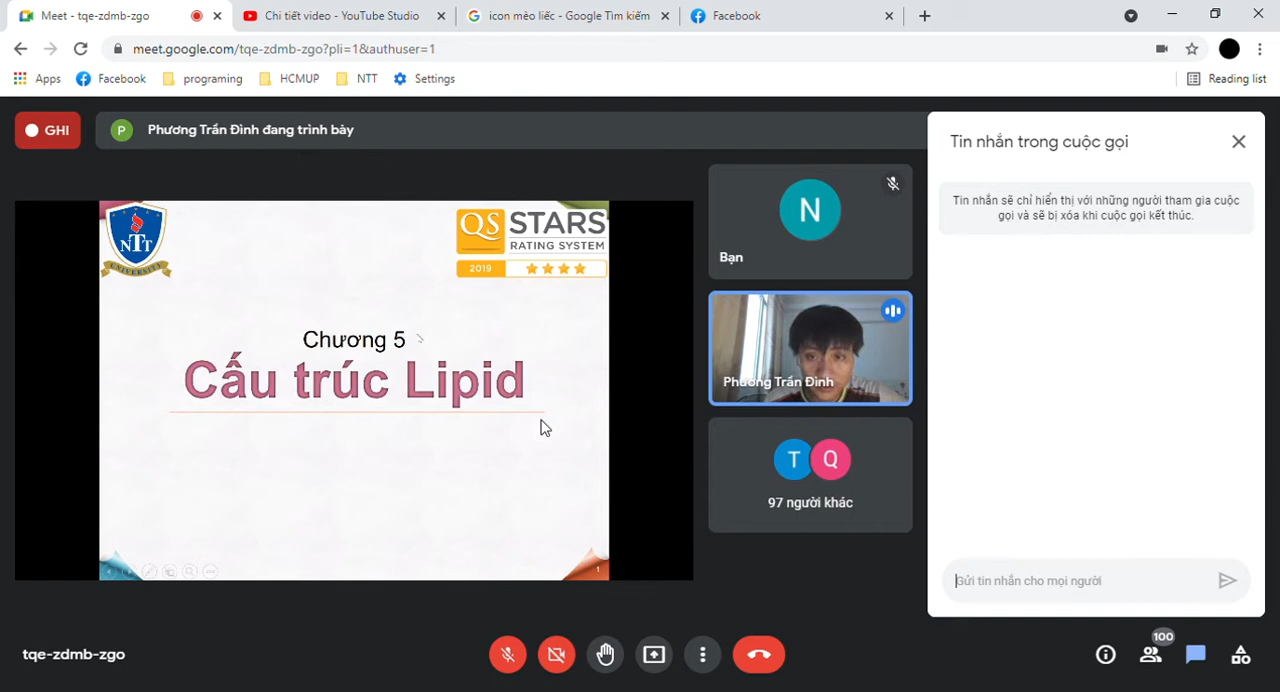 Meet - tqe-zdmb-zgo
Chi tiết video - YouTube Studio
icon mèo liếc - Google Tìm kiếm
Facebook
meet.google.com/tqe-zdmb-zgo?pli=1&authuser=1
Apps
Facebook
programing
HCMUP
NTT
Settings
Reading list
GHI
P
Phương Trần Đình đang trình bày
NTT
UNIVERSITY
QS STARS
RATING SYSTEM
2019
Chương 5
Cấu trúc Lipid
1
N
Bạn
Phương Trần Đình
T Q
97 người khác
Tin nhắn trong cuộc gọi
Tin nhắn sẽ chỉ hiển thị với những người tham gia cuộc
gọi và sẽ bị xóa khi cuộc gọi kết thúc.
Gửi tin nhắn cho mọi người
tqe-zdmb-zgo
100